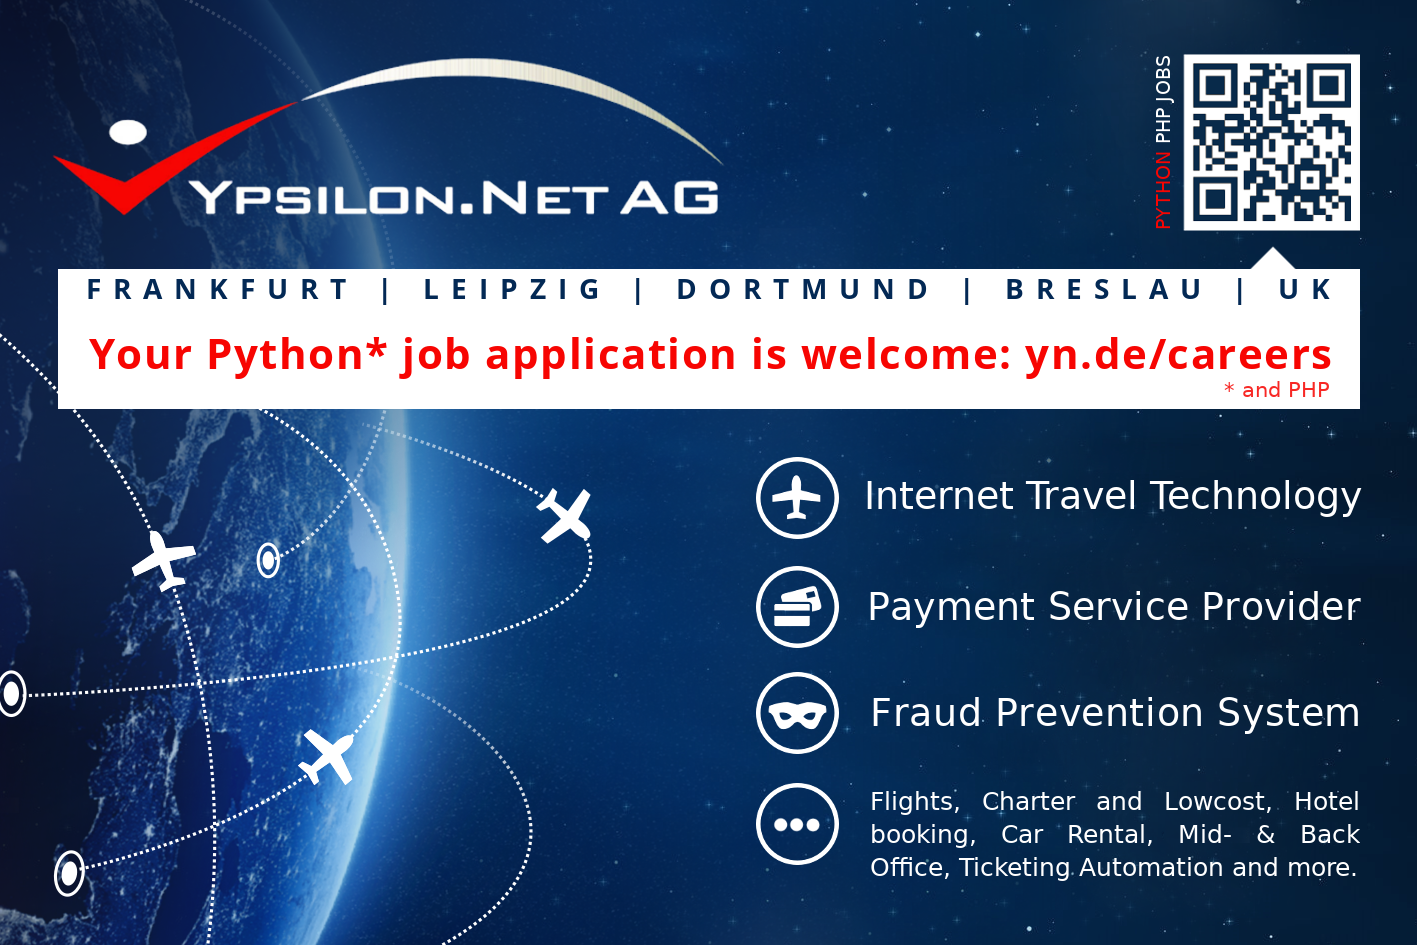 YPSILON.NET AG
PYTHON PHP JOBS
FRANKFURT | LEIPZIG | DORTMUND | BRESLAU | UK
Your Python* job application is welcome: yn.de/careers
* and PHP
Internet Travel Technology
Payment Service Provider
Fraud Prevention System
Flights, Charter and Lowcost, Hotel
booking, Car Rental, Mid- & Back
Office, Ticketing Automation and more.